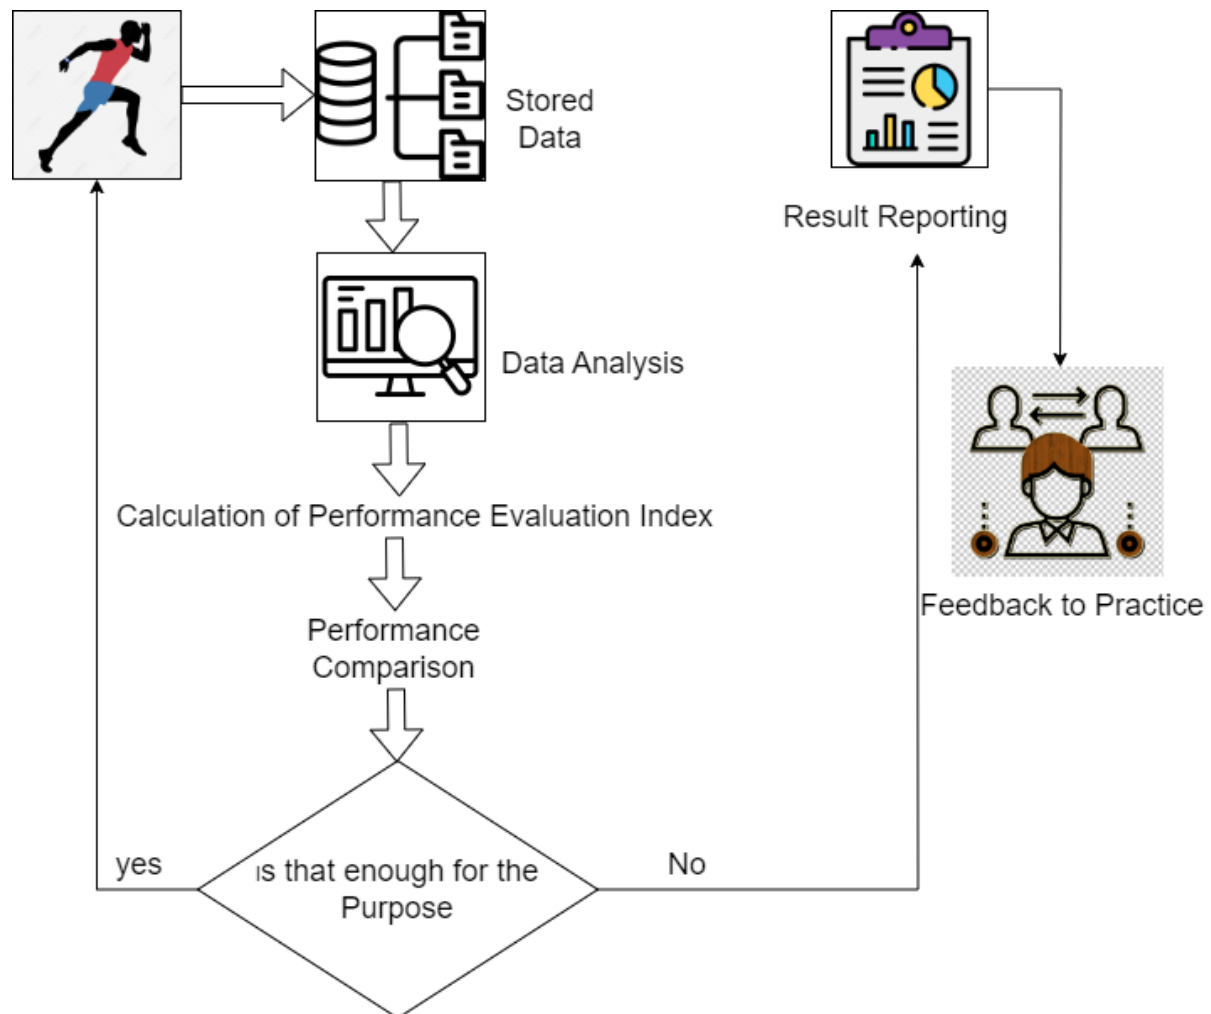 Stored
Data
Result Reporting
Data Analysis
Calculation of Performance Evaluation Index
Feedback to Practice
Performance
Comparison
yes
No
is that enough for the
Purpose